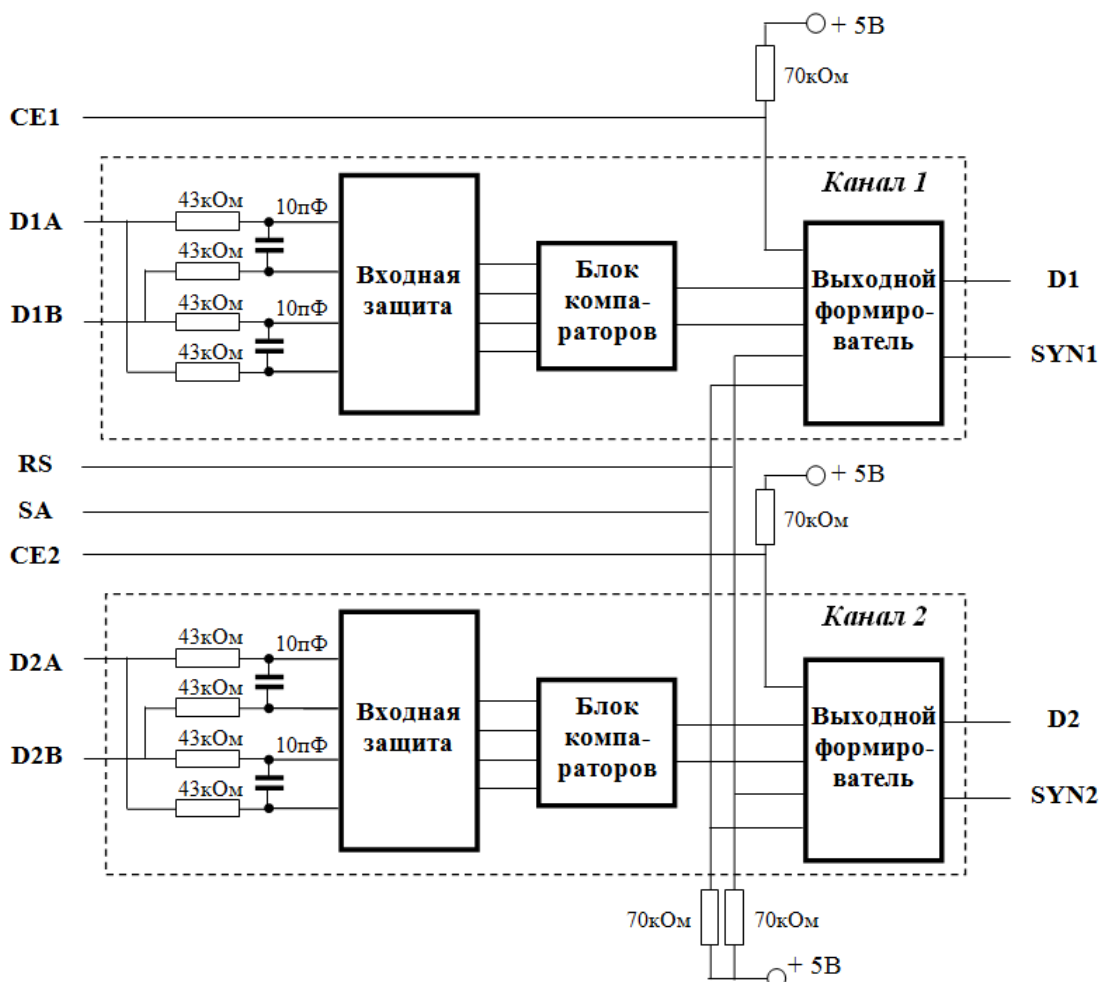 + 5В
70кОм
CE1
Канал 1
43кОм
10пФ
D1A
43кОм
Входная защита
Блок компа-раторов
Выходной формиро-ватель
D1
D1B
43кОм
10пФ
43кОм
SYN1
RS
+ 5В
SA
70кОм
CE2
Канал 2
43кОм
10пФ
D2A
43кОм
Входная защита
Блок компа-раторов
Выходной формиро-ватель
D2
D2B
43кОм
10пФ
43кОм
SYN2
70кОм
70кОм
+ 5В